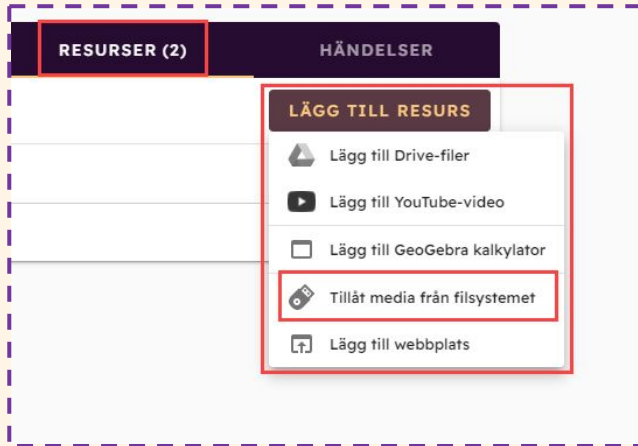 RESURSER (2)
HÄNDELSER
LÄGG TILL RESURS
Lägg till Drive-filer
Lägg till YouTube-video
Lägg till GeoGebra kalkylator
Tillåt media från filsystemet
Lägg till webbplats